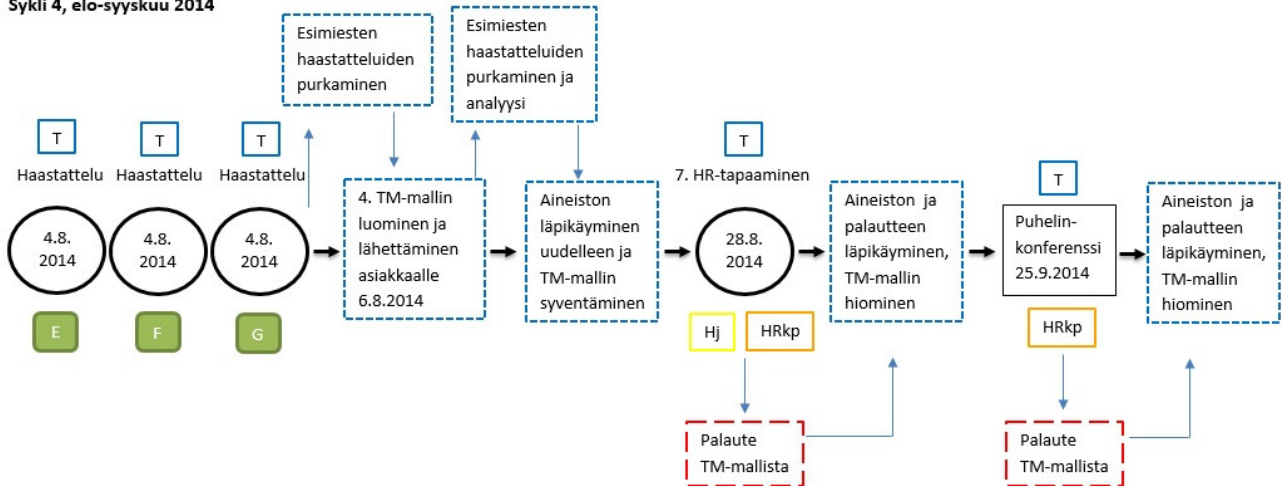 Sykli 4, elo-syyskuu 2014
Esimiesten
haastatteluiden
purkaminen
Esimiesten
haastatteluiden
purkaminen ja
analyysi
T
Haastattelu
4.8.
2014
E
T
Haastattelu
4.8.
2014
F
T
Haastattelu
4.8.
2014
G
4. TM-mallin
luominen ja
lähettäminen
asiakkaalle
6.8.2014
Aineiston
läpikäyminen
uudelleen ja
TM-mallin
syventäminen
T
7. HR-tapaaminen
28.8.
2014
Hj
HRkp
Palaute
TM-mallista
Aineiston ja
palautteen
läpikäyminen,
TM-mallin
hiominen
T
Puhelin-
konferenssi
25.9.2014
HRkp
Palaute
TM-mallista
Aineiston ja
palautteen
läpikäyminen,
TM-mallin
hiominen